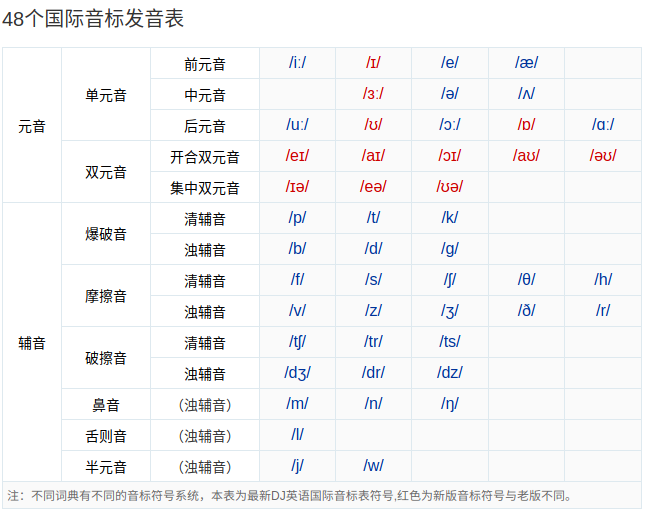 48个国际音标发音表
元音 单元音 前元音 /iː/ /ɪ/ /e/ /æ/
中元音 /ɜː/ /ə/ /ʌ/
后元音 /uː/ /ʊ/ /ɔː/ /ɒ/ /ɑː/
双元音 开合双元音 /eɪ/ /aɪ/ /ɔɪ/ /aʊ/ /əʊ/
集中双元音 /ɪə/ /eə/ /ʊə/
辅音 爆破音 清辅音 /p/ /t/ /k/
浊辅音 /b/ /d/ /g/
摩擦音 清辅音 /f/ /s/ /ʃ/ /θ/ /h/
浊辅音 /v/ /z/ /ʒ/ /ð/ /r/
破擦音 清辅音 /tʃ/ /tr/ /ts/
浊辅音 /dʒ/ /dr/ /dz/
鼻音 （浊辅音） /m/ /n/ /ŋ/
舌则音 （浊辅音） /l/
半元音 （浊辅音） /j/ /w/
注：不同词典有不同的音标符号系统，本表为最新DJ英语国际音标表符号,红色为新版音标符号与老版不同。